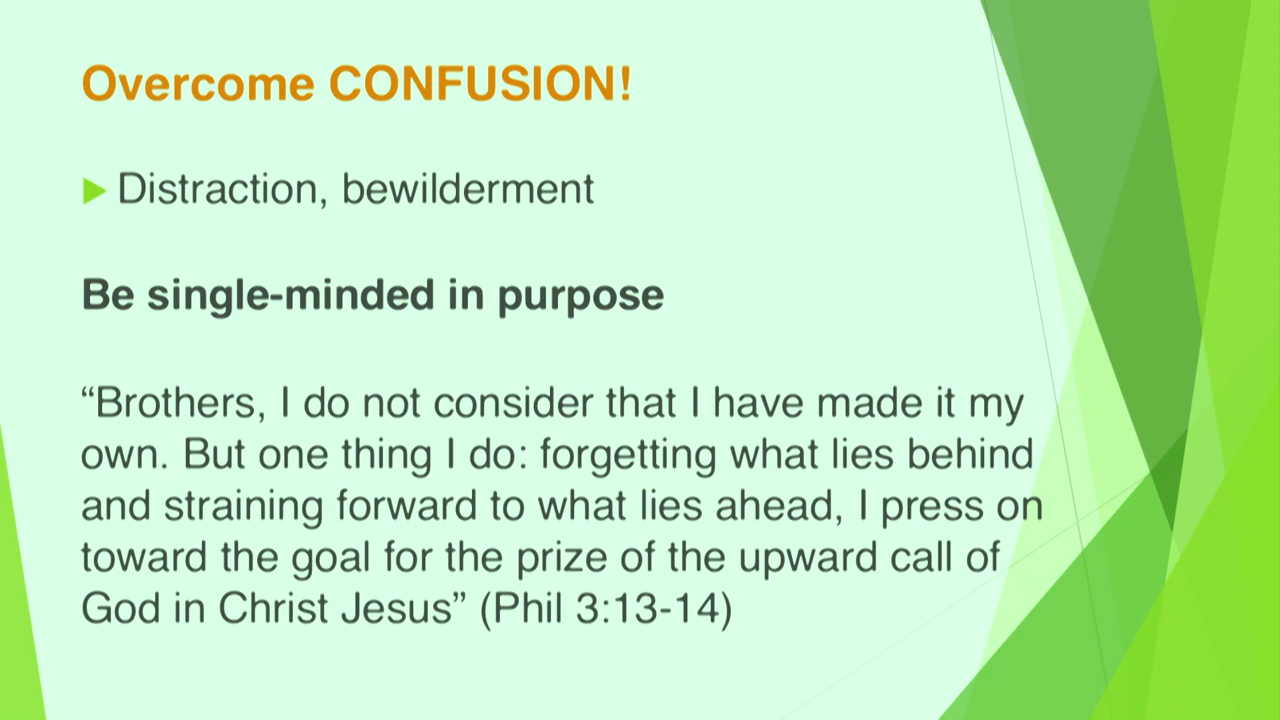 Overcome CONFUSION!
Distraction, bewilderment
Be single-minded in purpose
“Brothers, I do not consider that I have made it my
own. But one thing I do: forgetting what lies behind
and straining forward to what lies ahead, I press on
toward the goal for the prize of the upward call of
God in Christ Jesus” (Phil 3:13-14)